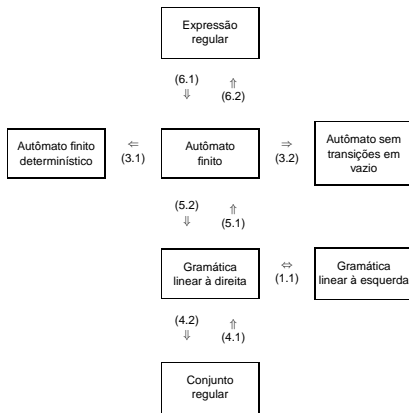 Expressão
regular
(6.1) ⇑
⇓ (6.2)
Autômato finito
determinístico
⇐
(3.1)
Autômato
finito
⇒
(3.2)
Autômato sem
transições em
vazio
(5.2) ⇑
⇓ (5.1)
Gramática
linear à direita
⇔
(1.1)
Gramática
linear à esquerda
(4.2) ⇑
⇓ (4.1)
Conjunto
regular